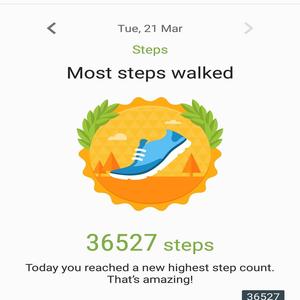 Tue, 21 Mar
Steps
Most steps walked
36527 steps
Today you reached a new highest step count.
That's amazing!
36527